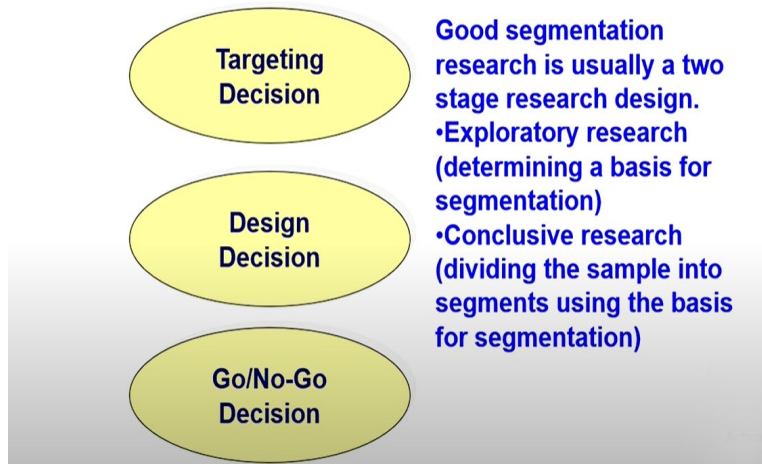 Targeting
Decision
Design
Decision
Go/No-Go
Decision
Good segmentation
research is usually a two
stage research design.
•Exploratory research
(determining a basis for
segmentation)
•Conclusive research
(dividing the sample into
segments using the basis
for segmentation)